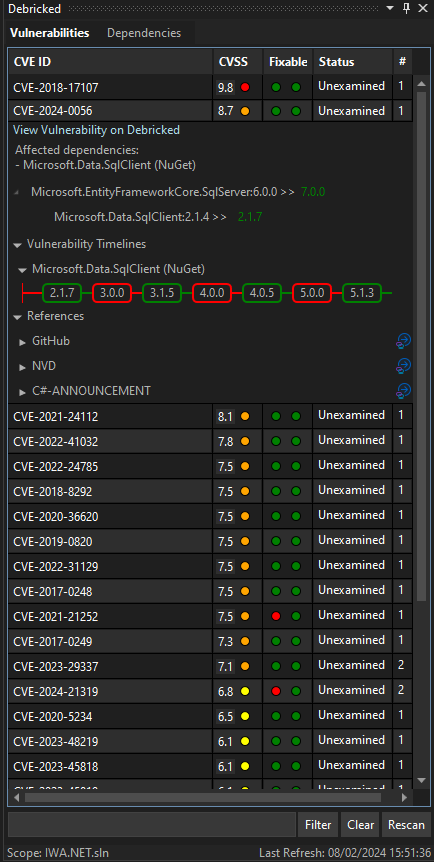 Debricked
Vulnerabilities Dependencies
CVE ID CVSS Fixable Status #
CVE-2018-17107 9.8 Unexamined 1
CVE-2024-0056 8.7 Unexamined 1
View Vulnerability on Debricked
Affected dependencies:
- Microsoft.Data.SqlClient (NuGet)
Microsoft.EntityFrameworkCore.SqlServer:6.0.0 >> 7.0.0
Microsoft.Data.SqlClient:2.1.4 >> 2.1.7
Vulnerability Timelines
Microsoft.Data.SqlClient (NuGet)
2.1.7 3.0.0 3.1.5 4.0.0 4.0.5 5.0.0 5.1.3
References
GitHub
NVD
C#-ANNOUNCEMENT
CVE-2021-24112 8.1 Unexamined 1
CVE-2022-41032 7.8 Unexamined 1
CVE-2022-24785 7.5 Unexamined 1
CVE-2018-8292 7.5 Unexamined 1
CVE-2020-36620 7.5 Unexamined 1
CVE-2019-0820 7.5 Unexamined 1
CVE-2022-31129 7.5 Unexamined 1
CVE-2017-0248 7.5 Unexamined 1
CVE-2021-21252 7.5 Unexamined 1
CVE-2017-0249 7.3 Unexamined 1
CVE-2023-29337 7.1 Unexamined 2
CVE-2024-21319 6.8 Unexamined 2
CVE-2020-5234 6.5 Unexamined 1
CVE-2023-48219 6.1 Unexamined 1
CVE-2023-45818 6.1 Unexamined 1
Filter Clear Rescan
Scope: IWA.NET.sln Last Refresh: 08/02/2024 15:51:36